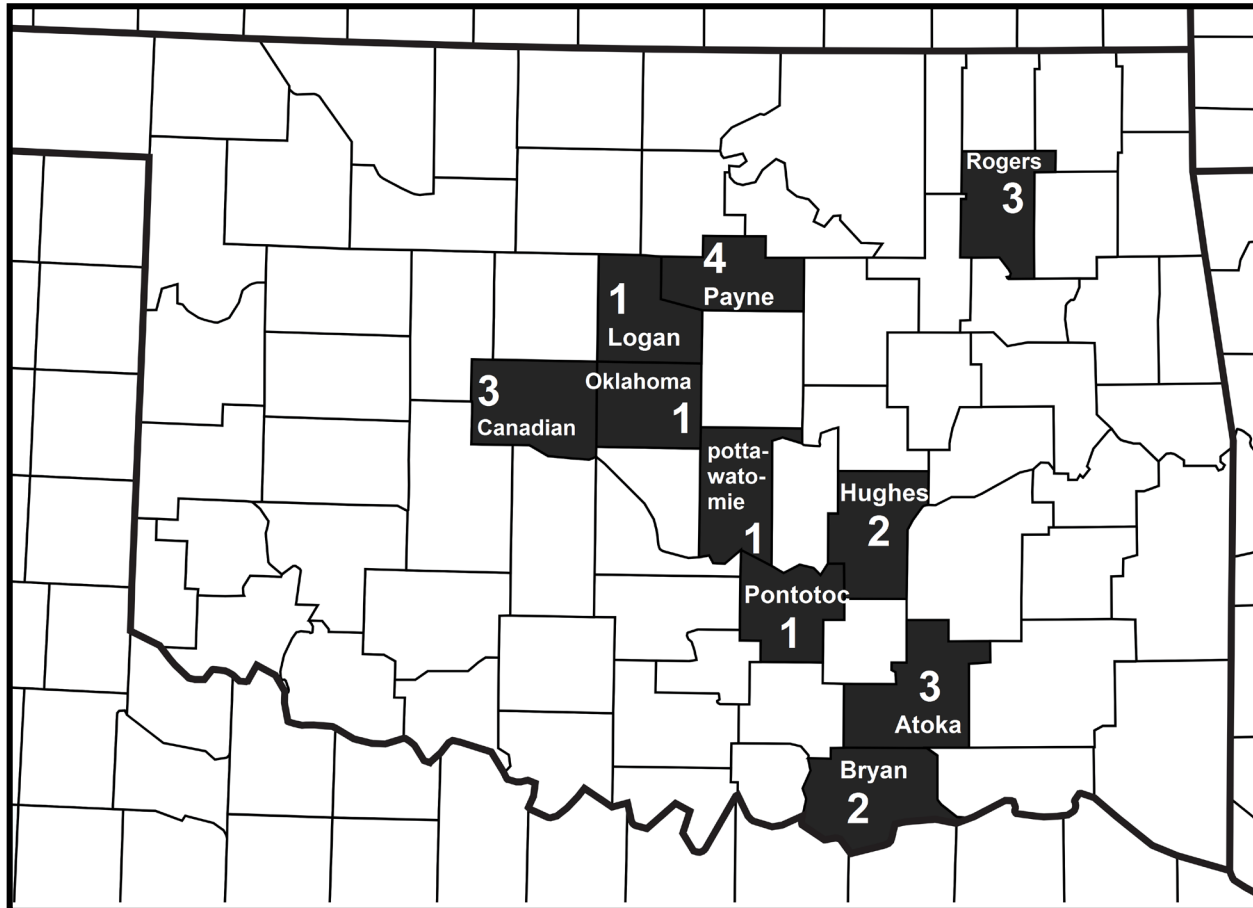 Rogers
3
4
Payne
1
Logan
3
Canadian
Oklahoma
1
potta-
wato-
mie
1
Hughes
2
Pontotoc
1
3
Atoka
Bryan
2